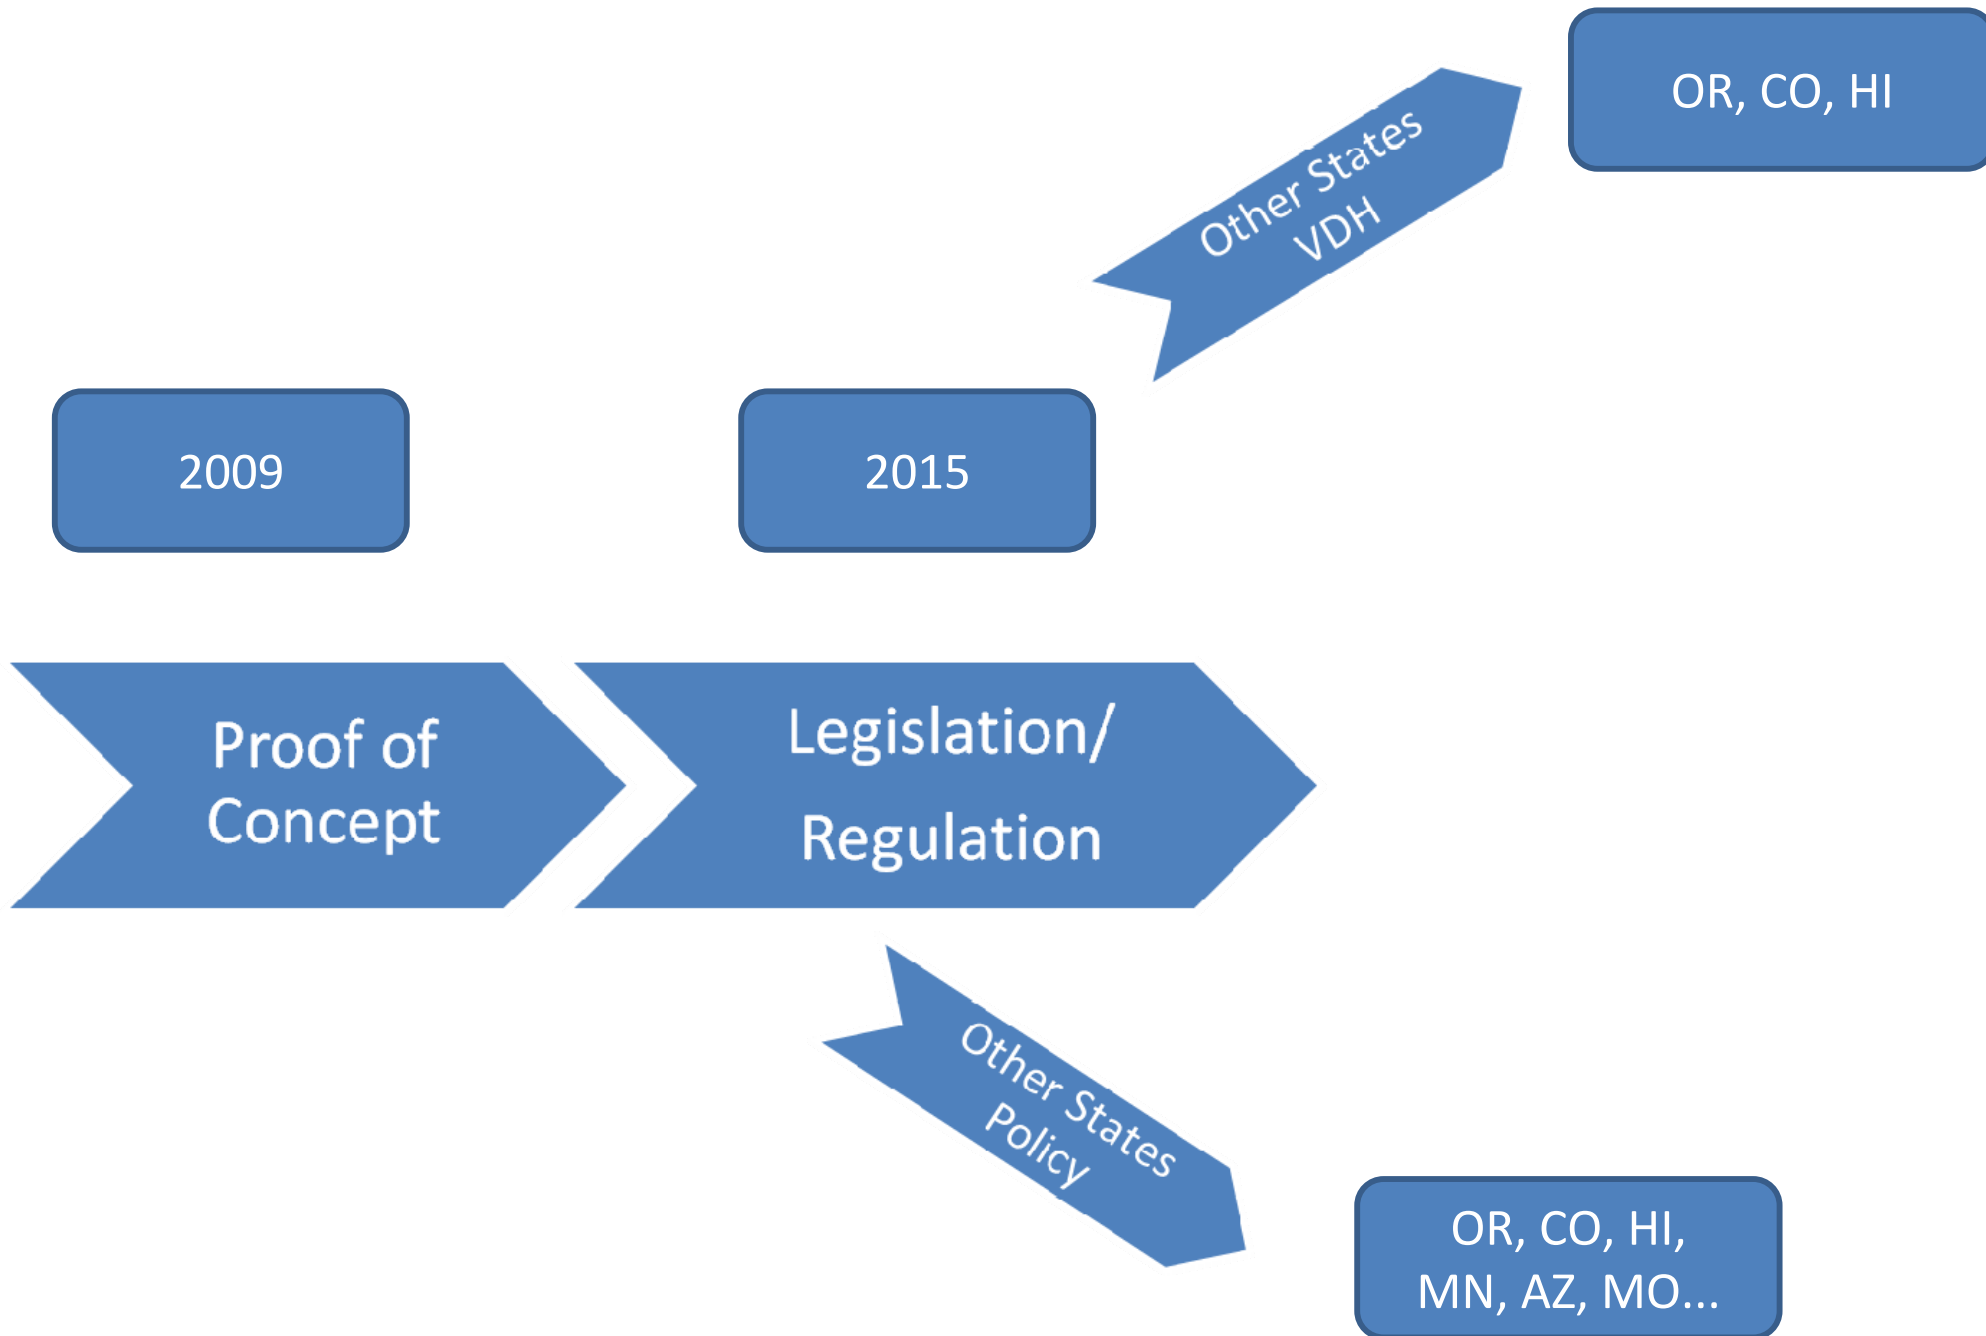 OR, CO, HI
Other States
VDH
2009
2015
Proof of
Concept
Legislation/
Regulation
Other States
Policy
OR, CO, HI,
MN, AZ, MO...